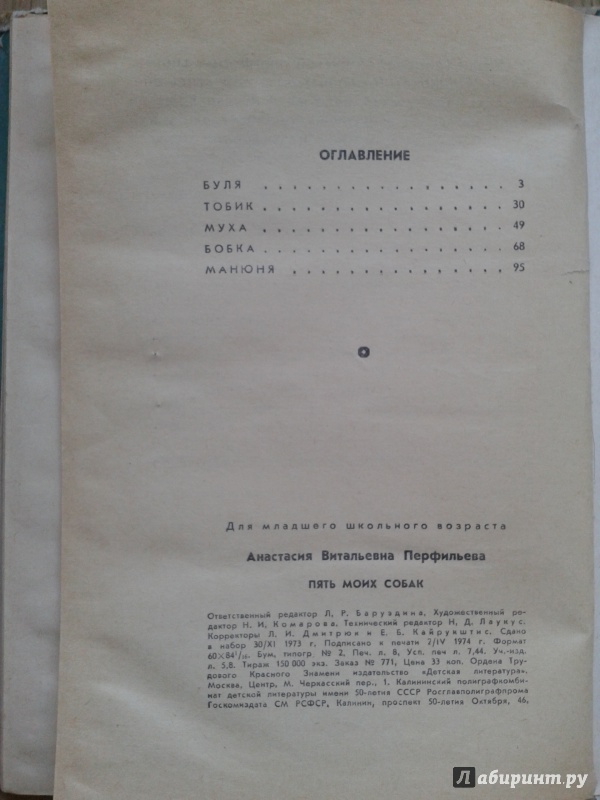 ОГЛАВЛЕНИЕ
БУЛЯ . . . . . . . . . . . . . . . . . 3
ТОБИК . . . . . . . . . . . . . . . . . 30
МУХА . . . . . . . . . . . . . . . . . 49
БОБКА . . . . . . . . . . . . . . . . . 68
МАНЮНЯ . . . . . . . . . . . . . . . 95
Для младшего школьного возраста
Анастасия Витальевна Перфильева
ПЯТЬ МОИХ СОБАК
Ответственный редактор Л. Р. Баруздина, Художественный ре-
дактор Н. И. Комарова. Технический редактор Н. Д. Лаукус.
Корректоры Л. И. Дмитрюк и Е. Б. Кайрукштис. Сдано
в набор 30/XI 1973 г. Подписано к печати 2/IV 1974 г. Формат
60×84¹/₁₆. Бум. типогр № 2. Печ. л. 8. Усл. печ л. 7,44. Уч.-изд.
л. 5,8. Тираж 150 000 экз. Заказ № 771, Цена 33 коп. Ордена Тру-
дового Красного Знамени издательство «Детская литература».
Москва, Центр, М. Черкасский пер., 1. Калининский полиграфкомби-
нат детской литературы имени 50-летия СССР Росглавполиграфпрома
Госкомиздата СМ РСФСР, Калинин, проспект 50-летия Октября, 46,
Лабиринт.ру